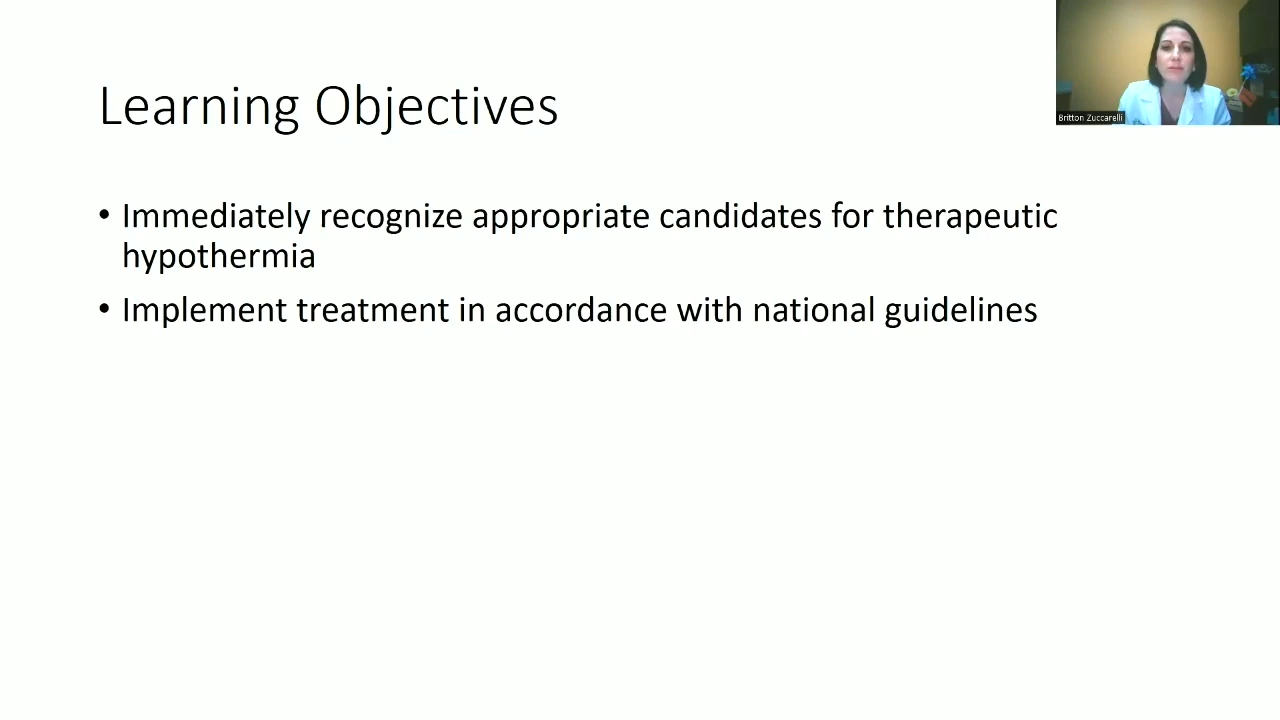 Learning Objectives
• Immediately recognize appropriate candidates for therapeutic
hypothermia
• Implement treatment in accordance with national guidelines
Britton Zuccarelli